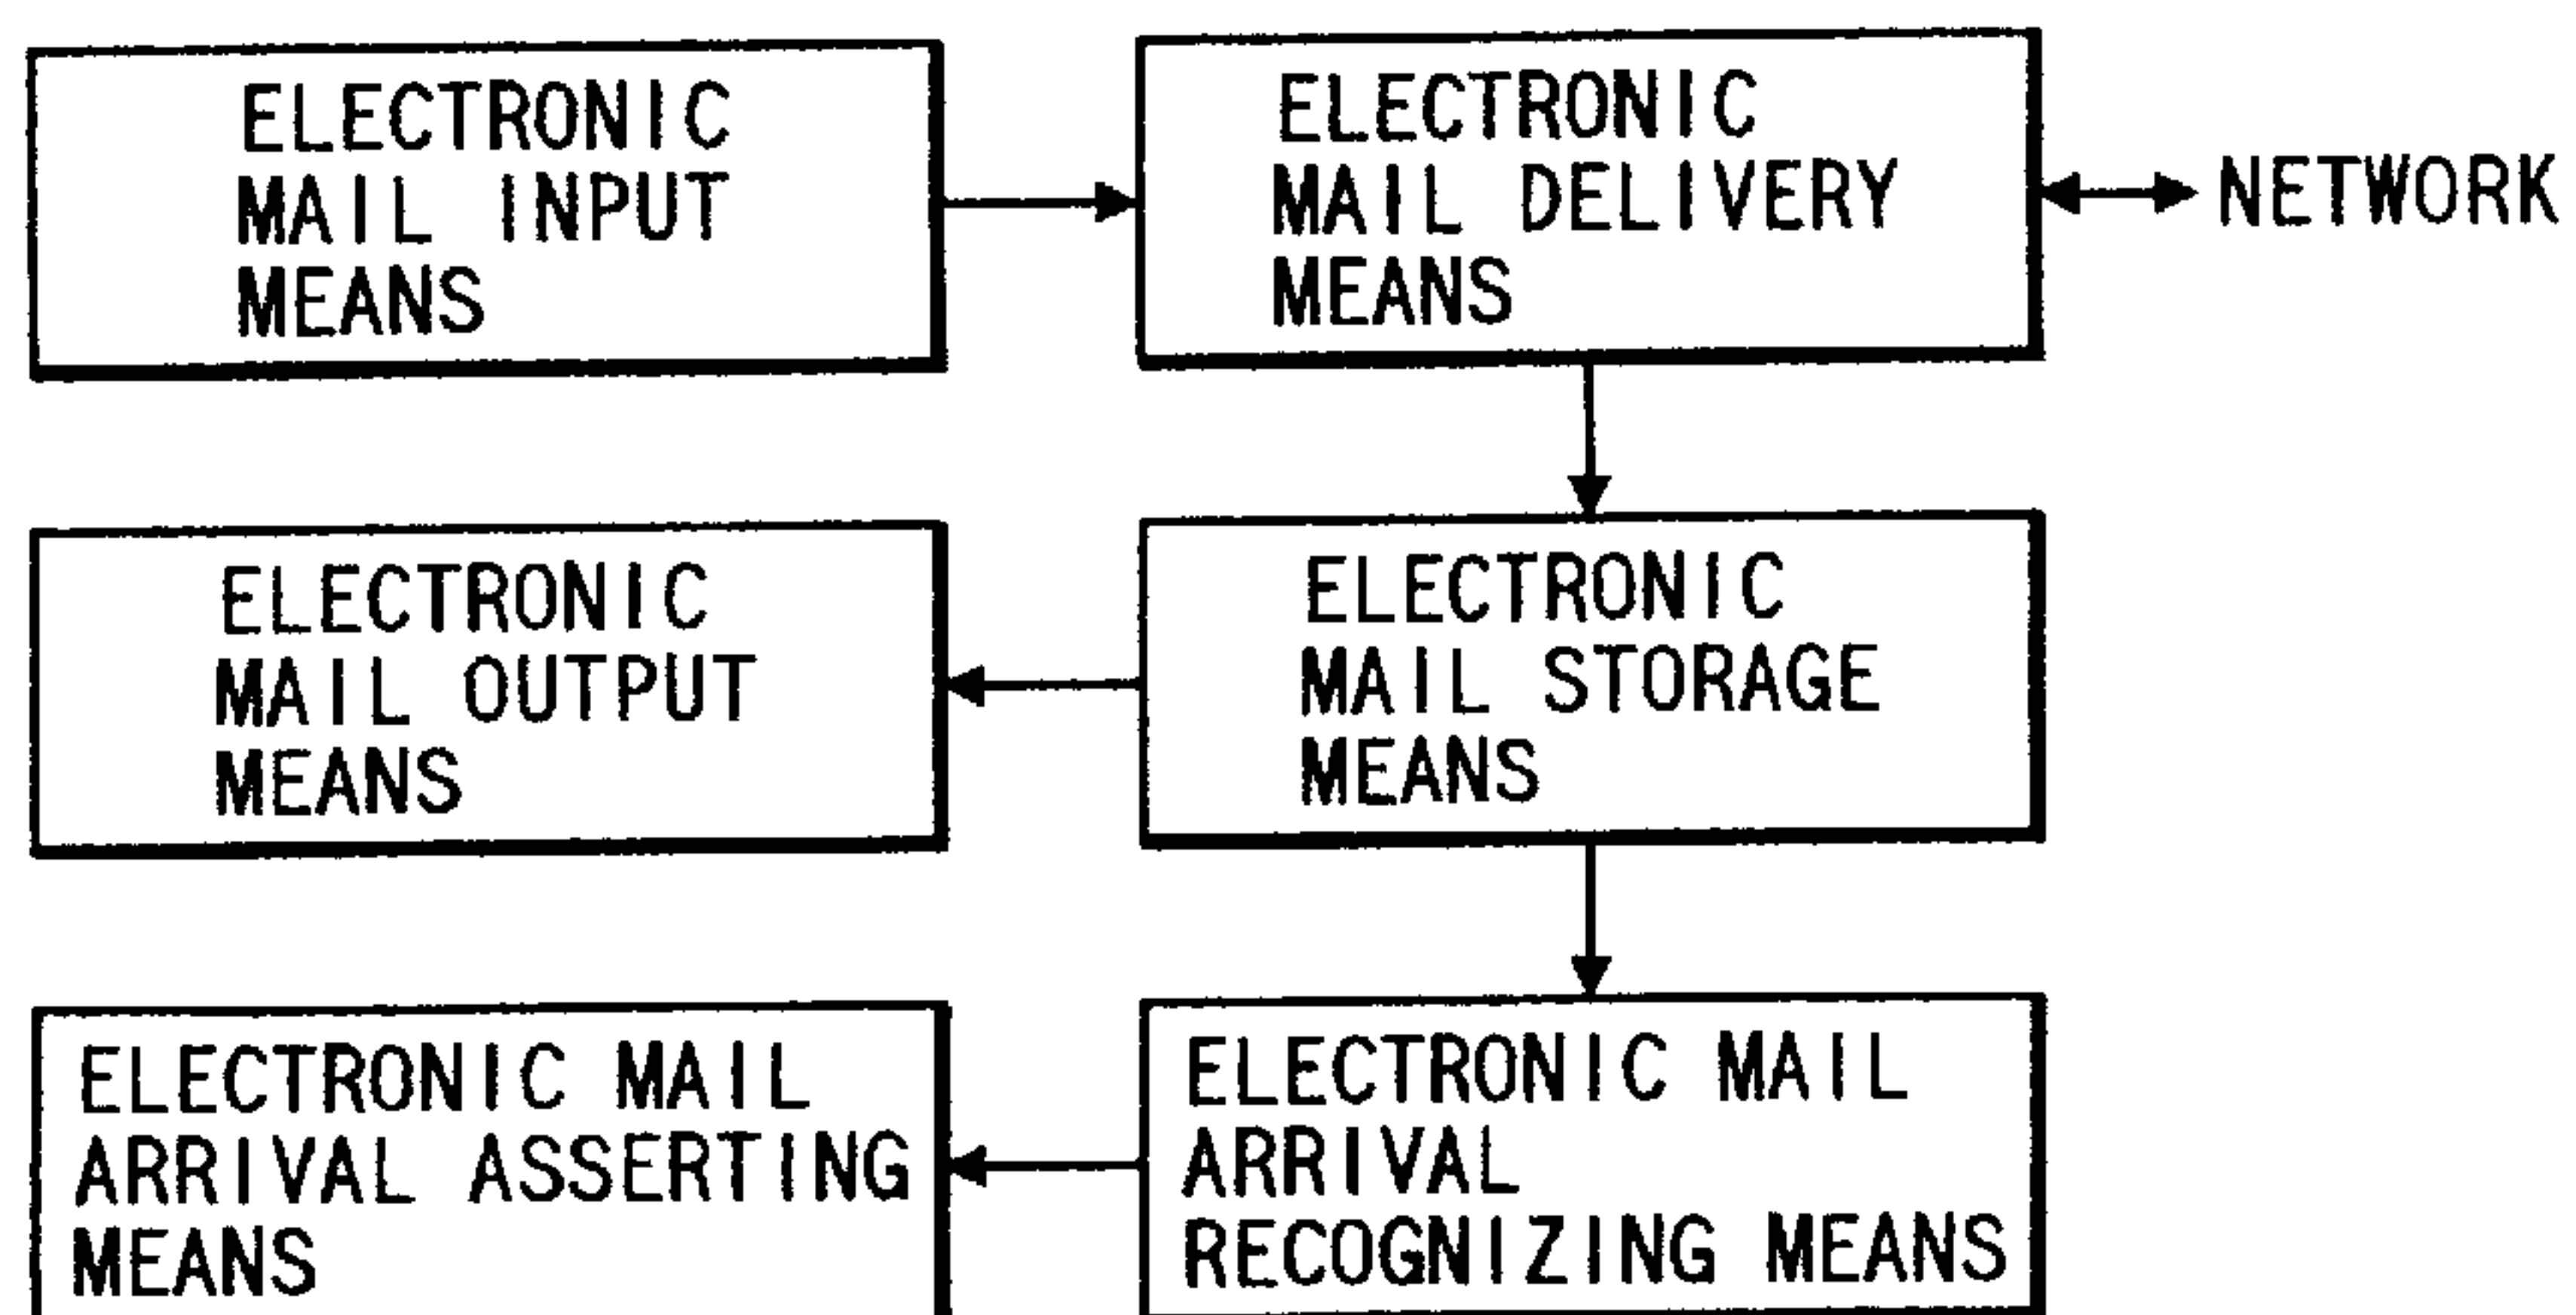 ELECTRONIC
MAIL INPUT
MEANS
ELECTRONIC
MAIL DELIVERY
MEANS
NETWORK
ELECTRONIC
MAIL OUTPUT
MEANS
ELECTRONIC
MAIL STORAGE
MEANS
ELECTRONIC MAIL
ARRIVAL ASSERTING
MEANS
ELECTRONIC MAIL
ARRIVAL
RECOGNIZING MEANS